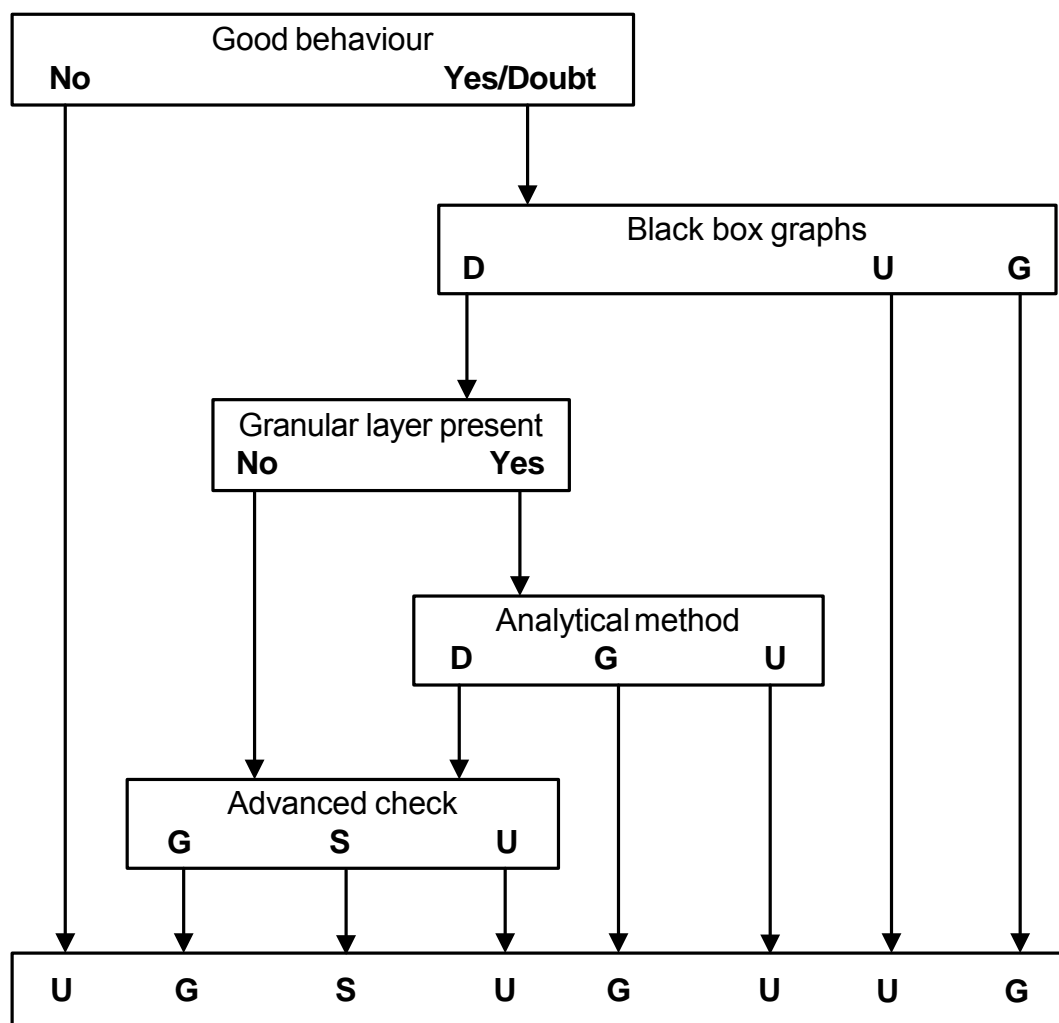 Good behaviour
No Yes/Doubt
Black box graphs
D U G
Granular layer present
No Yes
Analytical method
D G U
Advanced check
G S U
U G S U G U U G